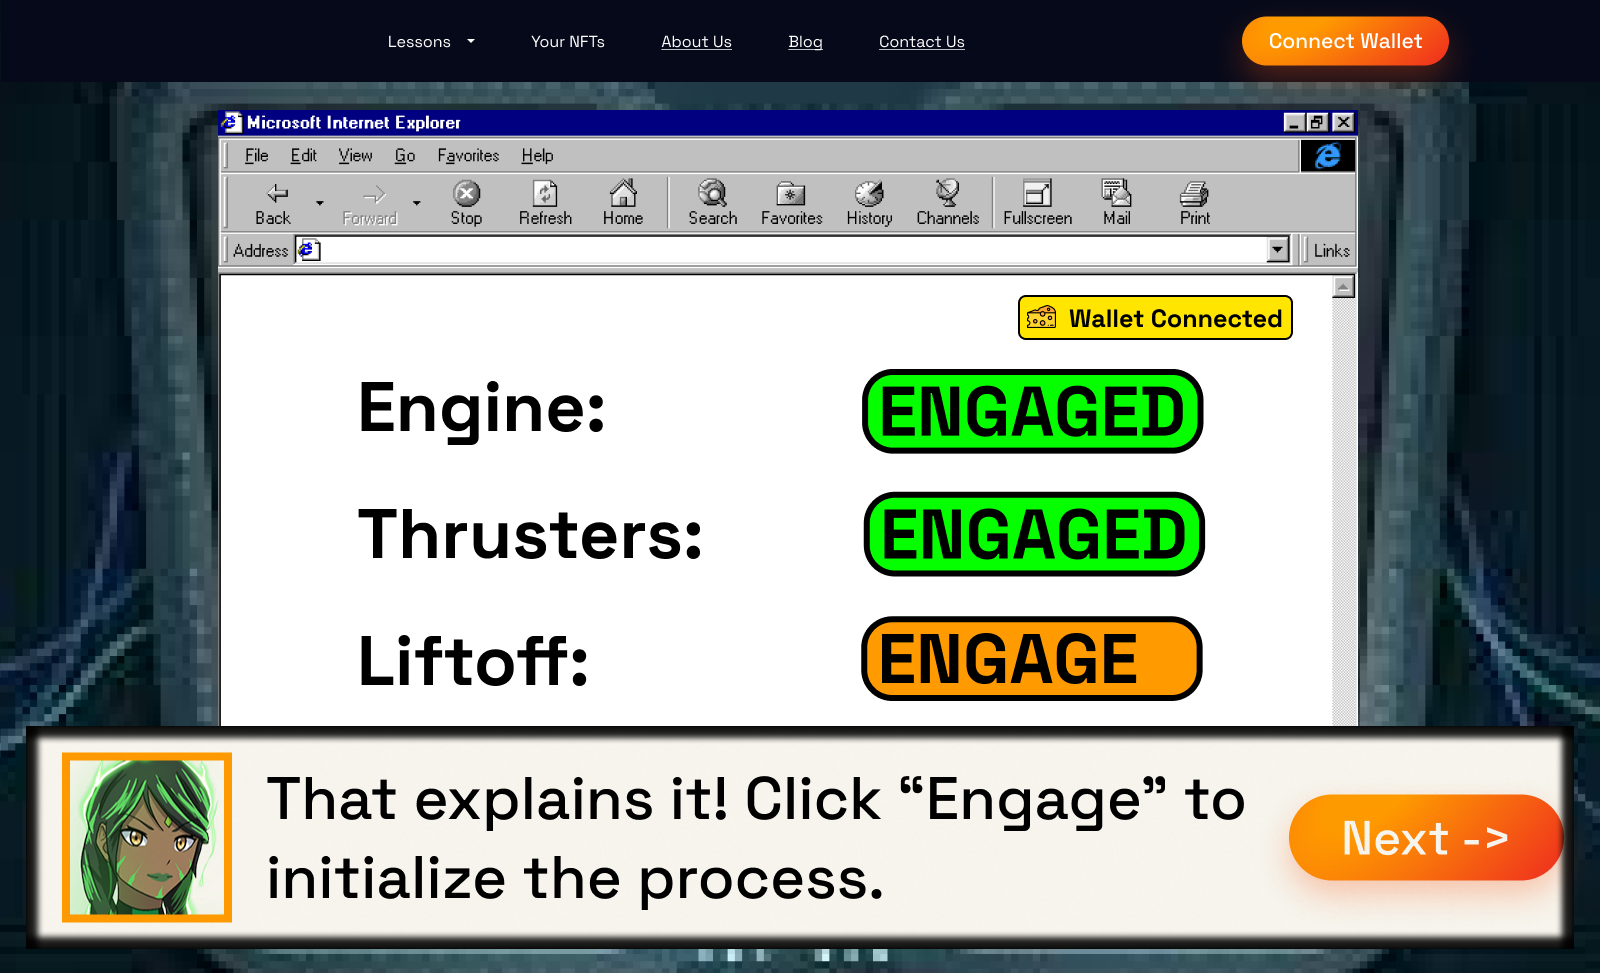 Lessons Your NFTs About Us Blog Contact Us Connect Wallet
Microsoft Internet Explorer
File Edit View Go Favorites Help
Back Forward Stop Refresh Home Search Favorites History Channels Fullscreen Mail Print
Address Links
Wallet Connected
Engine: ENGAGED
Thrusters: ENGAGED
Liftoff: ENGAGE
That explains it! Click “Engage” to
initialize the process.
Next ->